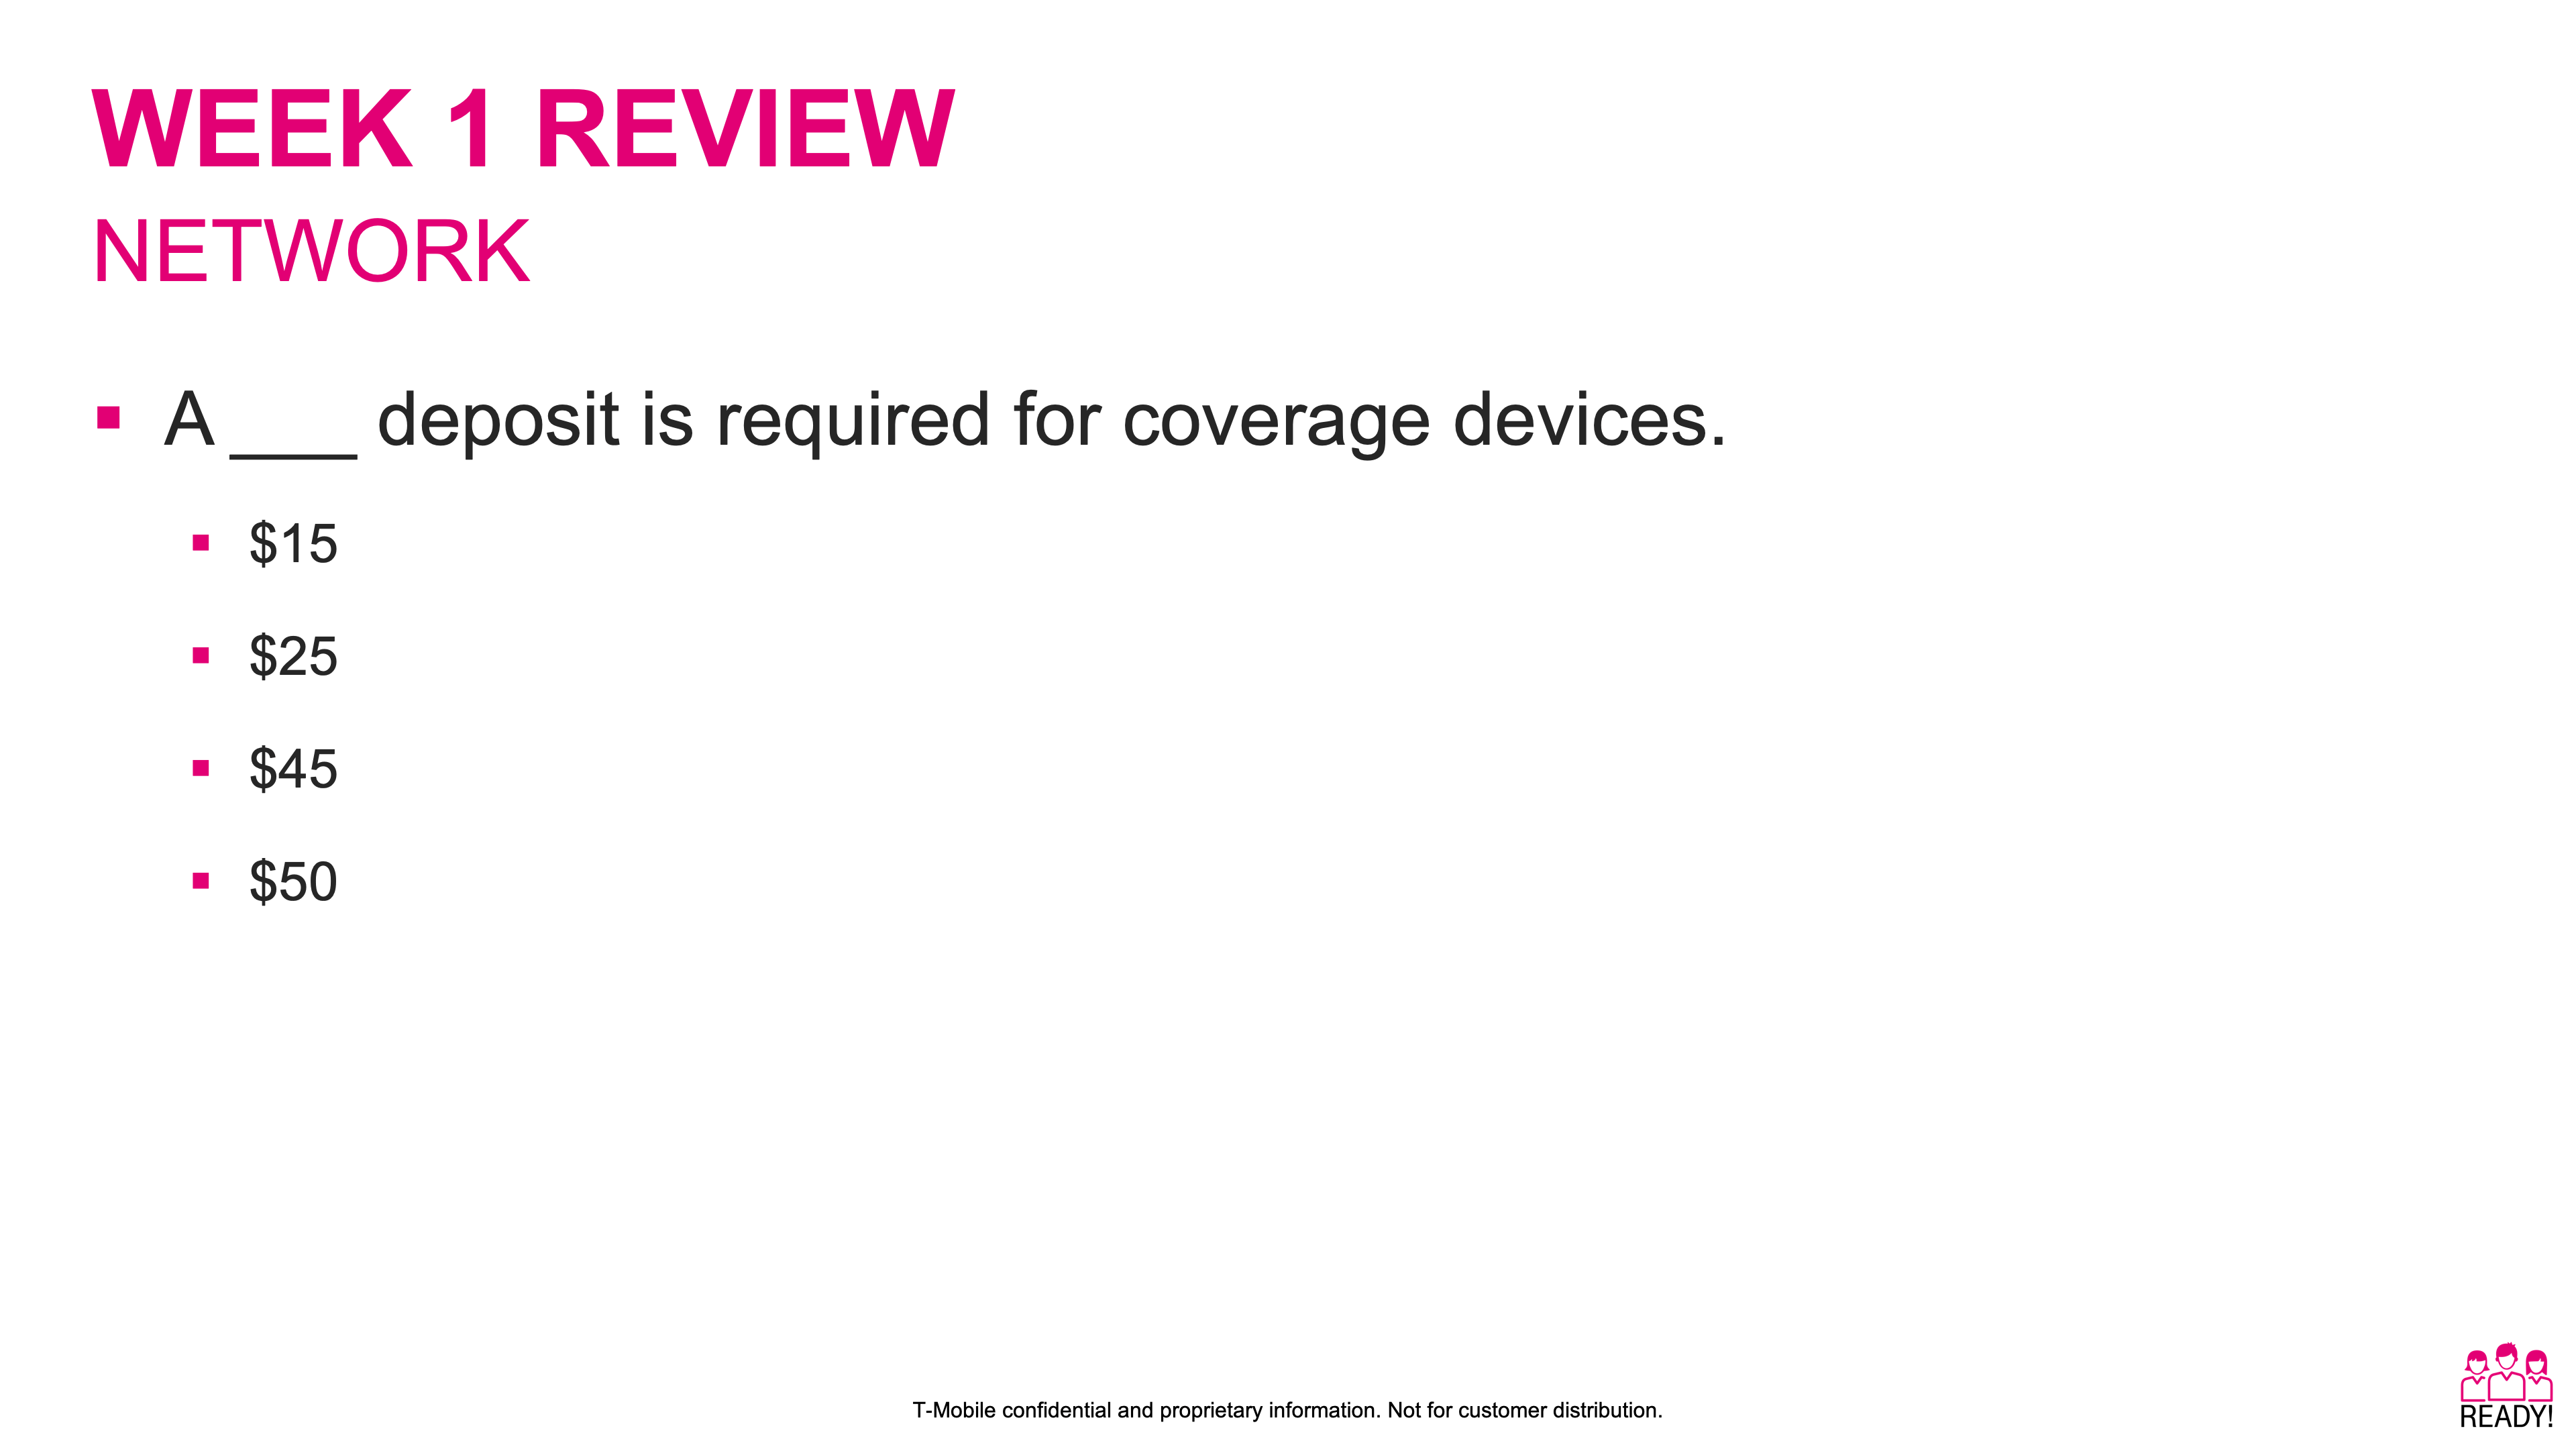 WEEK 1 REVIEW
NETWORK
▪ A ___ deposit is required for coverage devices.
▪ $15
▪ $25
▪ $45
▪ $50
T-Mobile confidential and proprietary information. Not for customer distribution.
READY!